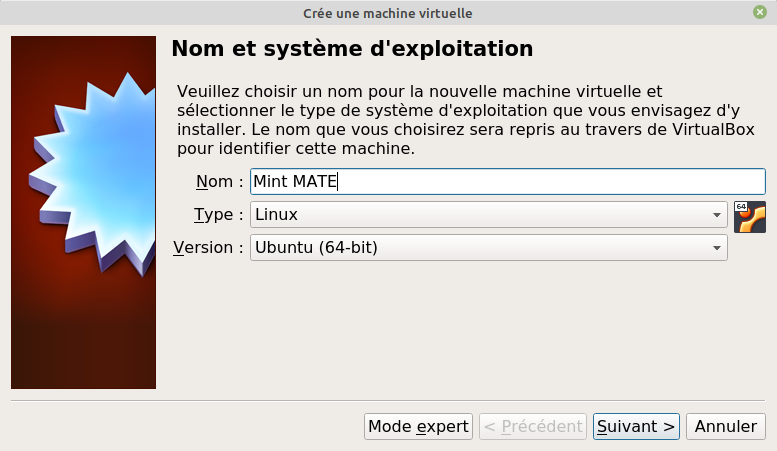 Crée une machine virtuelle
Nom et système d'exploitation
Veuillez choisir un nom pour la nouvelle machine virtuelle et
sélectionner le type de système d'exploitation que vous envisagez d'y
installer. Le nom que vous choisirez sera repris au travers de VirtualBox
pour identifier cette machine.
Nom : Mint MATE
Type : Linux 64
Version : Ubuntu (64-bit)
Mode expert < Précédent Suivant > Annuler